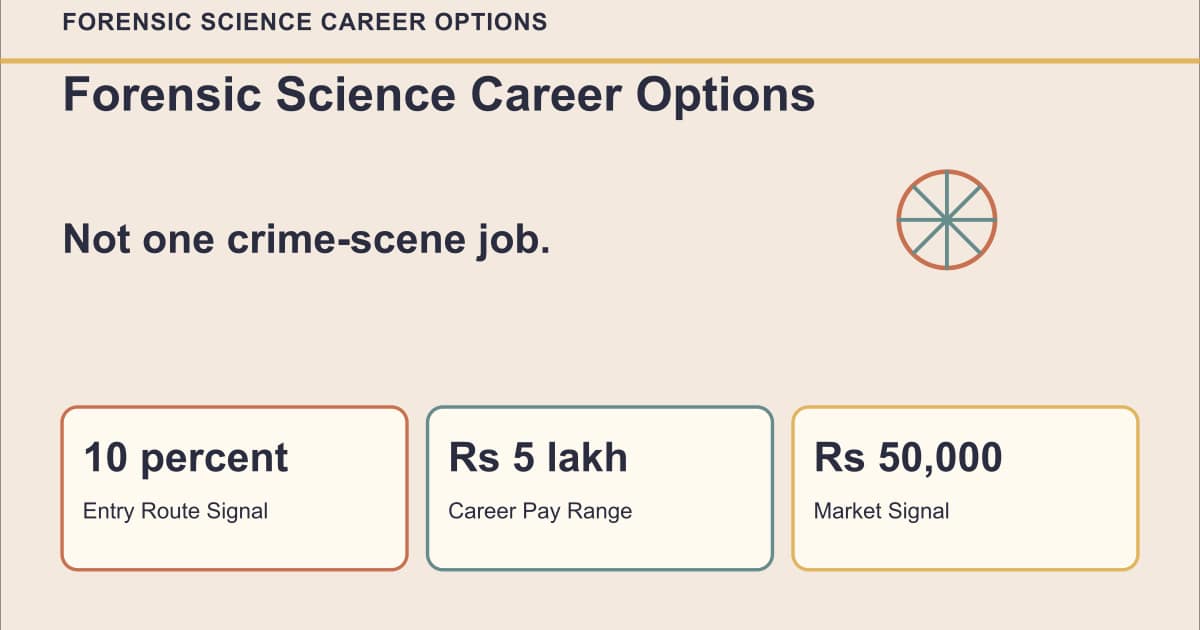 FORENSIC SCIENCE CAREER OPTIONS
Forensic Science Career Options
Not one crime-scene job.
10 percent
Entry Route Signal
Rs 5 lakh
Career Pay Range
Rs 50,000
Market Signal